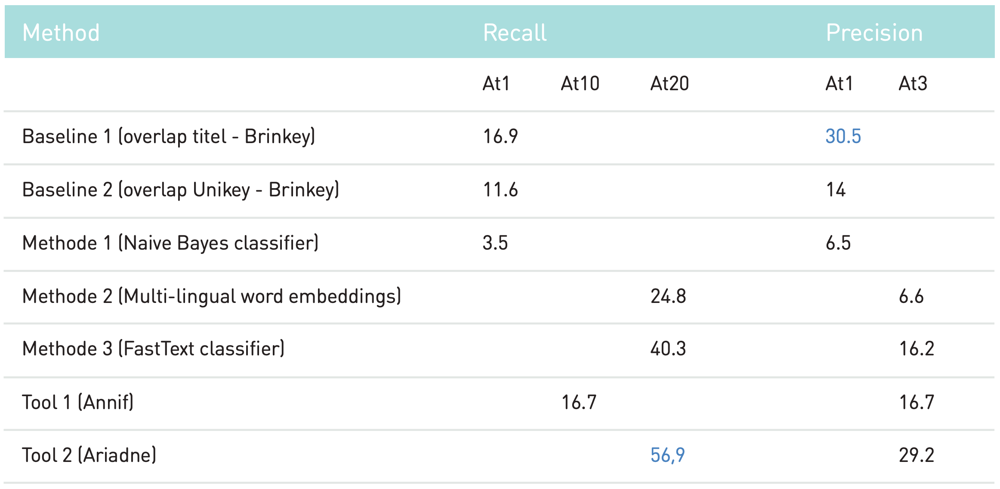 Method Recall Precision
At1 At10 At20 At1 At3
Baseline 1 (overlap titel - Brinkey) 16.9 30.5
Baseline 2 (overlap Unikey - Brinkey) 11.6 14
Methode 1 (Naive Bayes classifier) 3.5 6.5
Methode 2 (Multi-lingual word embeddings) 24.8 6.6
Methode 3 (FastText classifier) 40.3 16.2
Tool 1 (Annif) 16.7 16.7
Tool 2 (Ariadne) 56,9 29.2